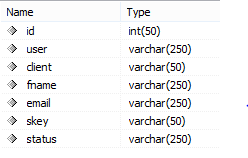 Name Type
id int(50)
user varchar(250)
client varchar(50)
fname varchar(250)
email varchar(250)
skey varchar(50)
status varchar(250)